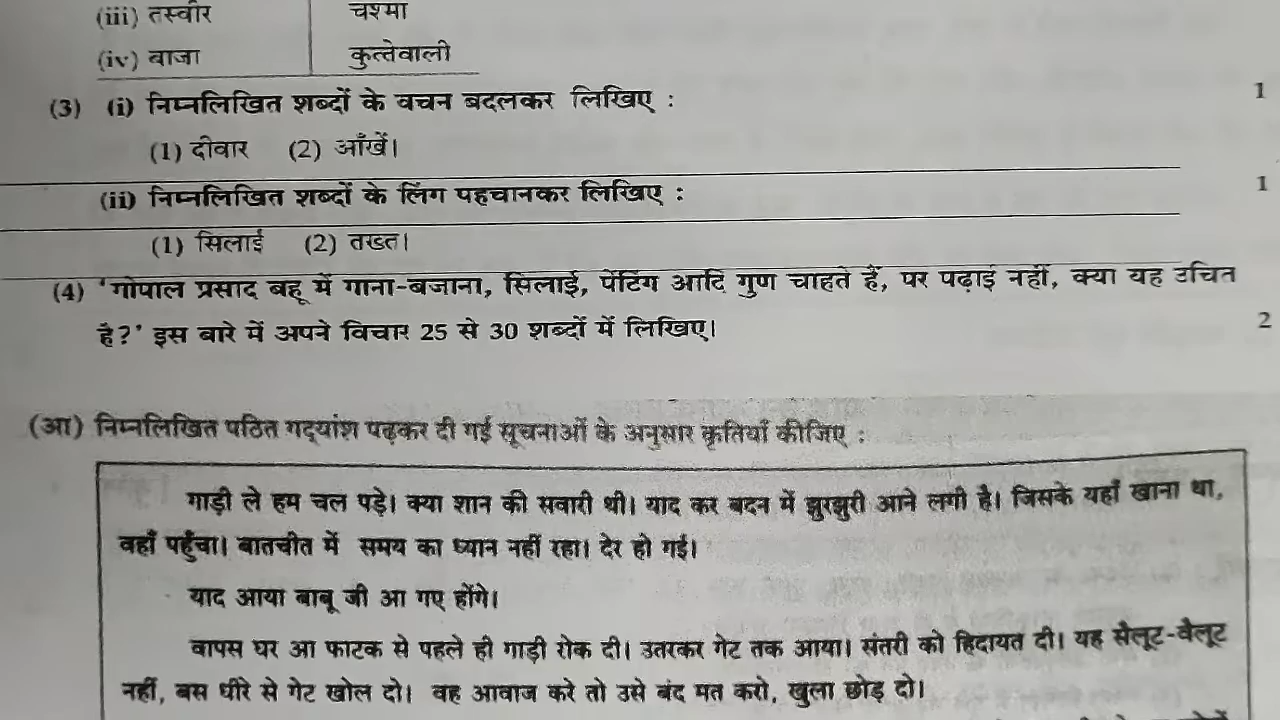 (iii) तस्वीर चश्मा
(iv) बाजा कुत्तेवाली
(3) (i) निम्नलिखित शब्दों के वचन बदलकर लिखिए : 1
(1) दीवार (2) आँखें।
(ii) निम्नलिखित शब्दों के लिंग पहचानकर लिखिए : 1
(1) सिलाई (2) तख्त।
(4) 'गोपाल प्रसाद बहू में गाना-बजाना, सिलाई, पेंटिंग आदि गुण चाहते हैं, पर पढ़ाई नहीं, क्या यह उचित
है?' इस बारे में अपने विचार 25 से 30 शब्दों में लिखिए। 2
(आ) निम्नलिखित पठित गद्यांश पढ़कर दी गई सूचनाओं के अनुसार कृतियाँ कीजिए :
गाड़ी ले हम चल पड़े। क्या शान की सवारी थी। याद कर बदन में झुरझुरी आने लगी है। जिसके यहाँ खाना था,
वहाँ पहुँचा। बातचीत में समय का ध्यान नहीं रहा। देर हो गई।
याद आया बाबू जी आ गए होंगे।
वापस घर आ फाटक से पहले ही गाड़ी रोक दी। उतरकर गेट तक आया। संतरी को हिदायत दी। यह सैलूट-वैलूट
नहीं, बस धीरे से गेट खोल दो। वह आवाज करे तो उसे बंद मत करो, खुला छोड़ दो।